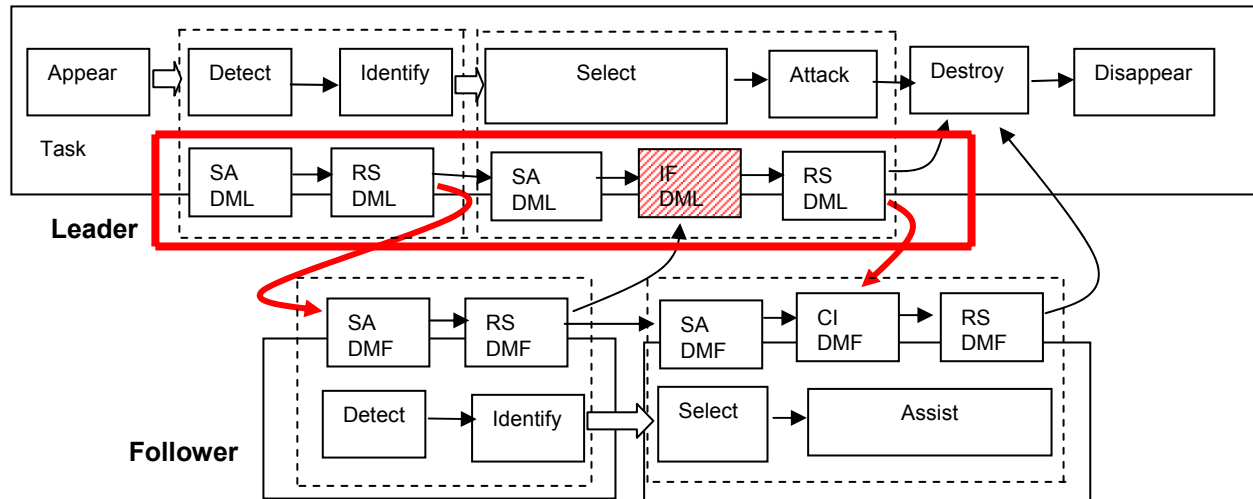 Appear
Detect
Identify
Select
Attack
Destroy
Disappear
Task
SA
DML
RS
DML
SA
DML
IF
DML
RS
DML
Leader
SA
DMF
RS
DMF
SA
DMF
CI
DMF
RS
DMF
Detect
Identify
Select
Assist
Follower